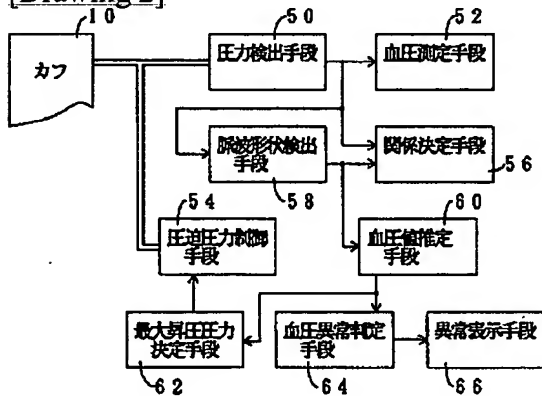 [Drawing 2]
10
50
52
カフ
圧力検出手段
血圧測定手段
脈波形状検出
手段
関係決定手段
58
56
54
60
圧迫圧力制御
手段
血圧値推定
手段
最大昇圧圧力
決定手段
血圧異常判定
手段
異常表示手段
62
64
66